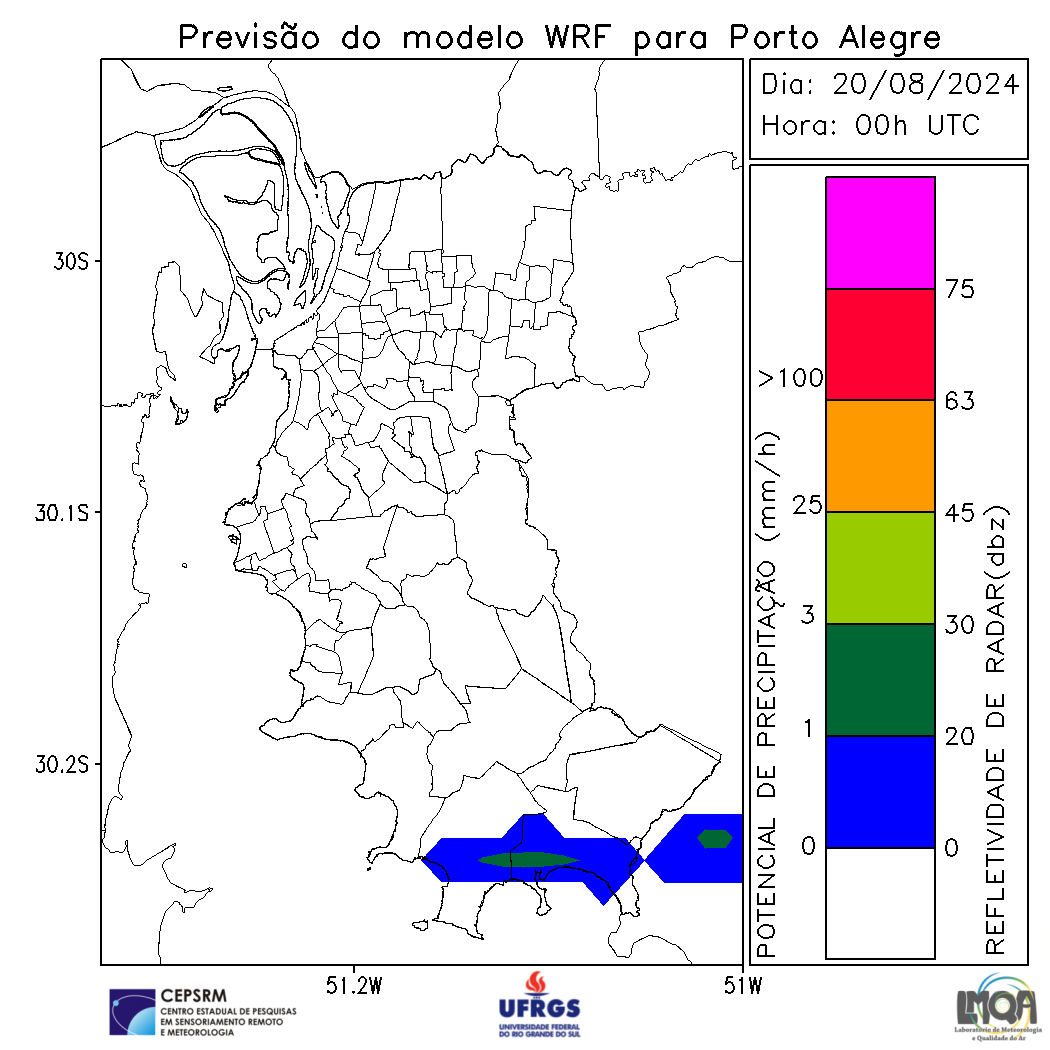 Previsão do modelo WRF para Porto Alegre
Dia: 20/08/2024
Hora: 00h UTC
30S
30.1S
30.2S
51.2W
51W
POTENCIAL DE PRECIPITAÇÃO (mm/h)
>100
25
3
1
0
75
63
45
30
20
0
REFLETIVIDADE DE RADAR(dbz)
CEPSRM
CENTRO ESTADUAL DE PESQUISAS
EM SENSORIAMENTO REMOTO
E METEOROLOGIA
UFRGS
UNIVERSIDADE FEDERAL
DO RIO GRANDE DO SUL
LMQA
Laboratório de Meteorologia
e Qualidade do Ar